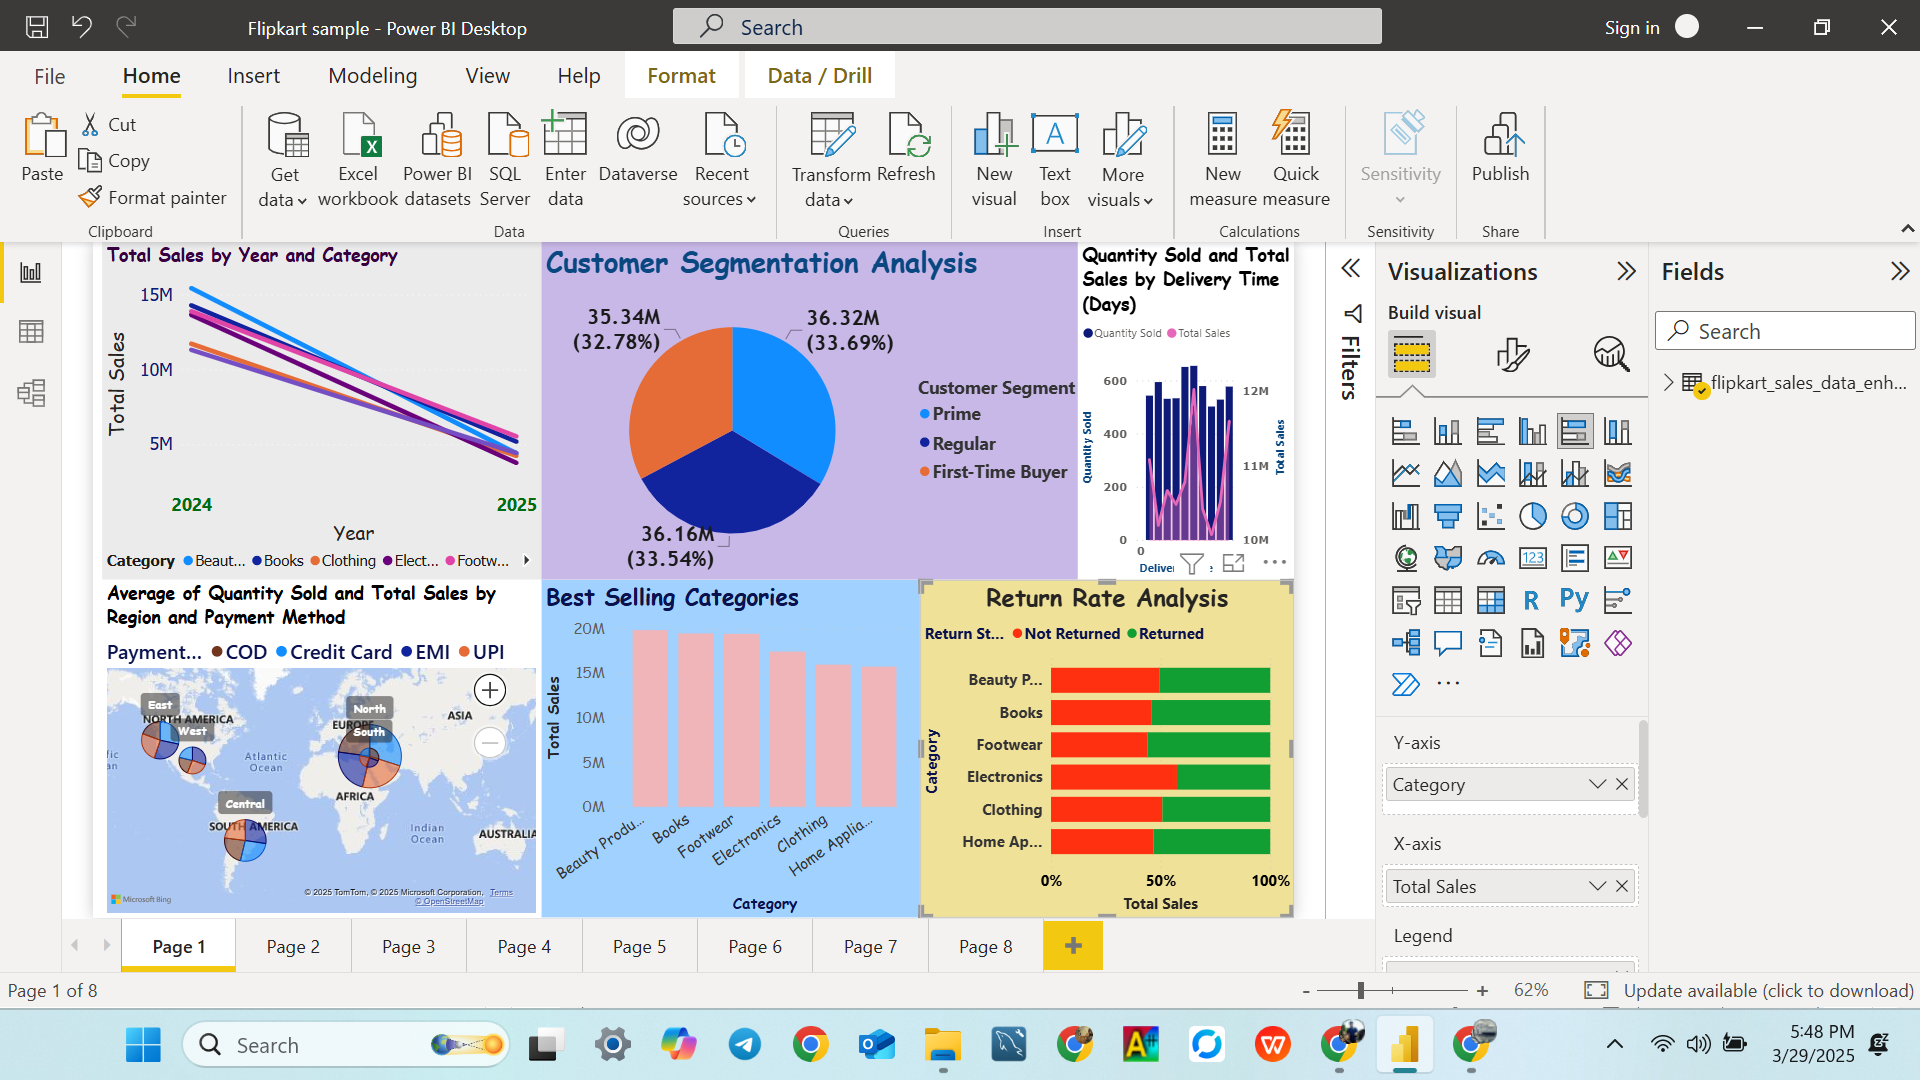 Flipkart sample - Power BI Desktop
Search
Sign in
File
Home
Insert
Modeling
View
Help
Format
Data / Drill
Paste
Cut
Copy
Format painter
Clipboard
Get data
Excel workbook
Power BI datasets
SQL Server
Enter data
Dataverse
Recent sources
Data
Transform data
Refresh
Queries
New visual
Text box
More visuals
Insert
New measure
Quick measure
Calculations
Sensitivity
Sensitivity
Publish
Share
Total Sales by Year and Category
Total Sales
15M
10M
5M
2024
2025
Year
Category Beaut... Books Clothing Elect... Footw...
Customer Segmentation Analysis
35.34M
(32.78%)
36.32M
(33.69%)
36.16M
(33.54%)
Customer Segment
Prime
Regular
First-Time Buyer
Quantity Sold and Total
Sales by Delivery Time
(Days)
Quantity Sold Total Sales
Quantity Sold
600
400
200
0
12M
11M
10M
Total Sales
0
Average of Quantity Sold and Total Sales by
Region and Payment Method
Payment... COD Credit Card EMI UPI
East
NORTH AMERICA
West
North
EUROPE
South
ASIA
Atlantic
Ocean
AFRICA
Central
SOUTH AMERICA
Indian
Ocean
AUSTRALIA
Microsoft Bing
© 2025 TomTom, © 2025 Microsoft Corporation, Terms
© OpenStreetMap
Best Selling Categories
Total Sales
20M
15M
10M
5M
0M
Beauty Produ...
Books
Footwear
Electronics
Clothing
Home Applia...
Category
Return Rate Analysis
Return St... Not Returned Returned
Category
Beauty P...
Books
Footwear
Electronics
Clothing
Home Ap...
0% 50% 100%
Total Sales
Filters
Visualizations
Build visual
R
Py
123
Y-axis
Category
X-axis
Total Sales
Legend
Fields
Search
flipkart_sales_data_enh...
Page 1
Page 2
Page 3
Page 4
Page 5
Page 6
Page 7
Page 8
Page 1 of 8
- + 62%
Update available (click to download)
Search
5:48 PM
3/29/2025